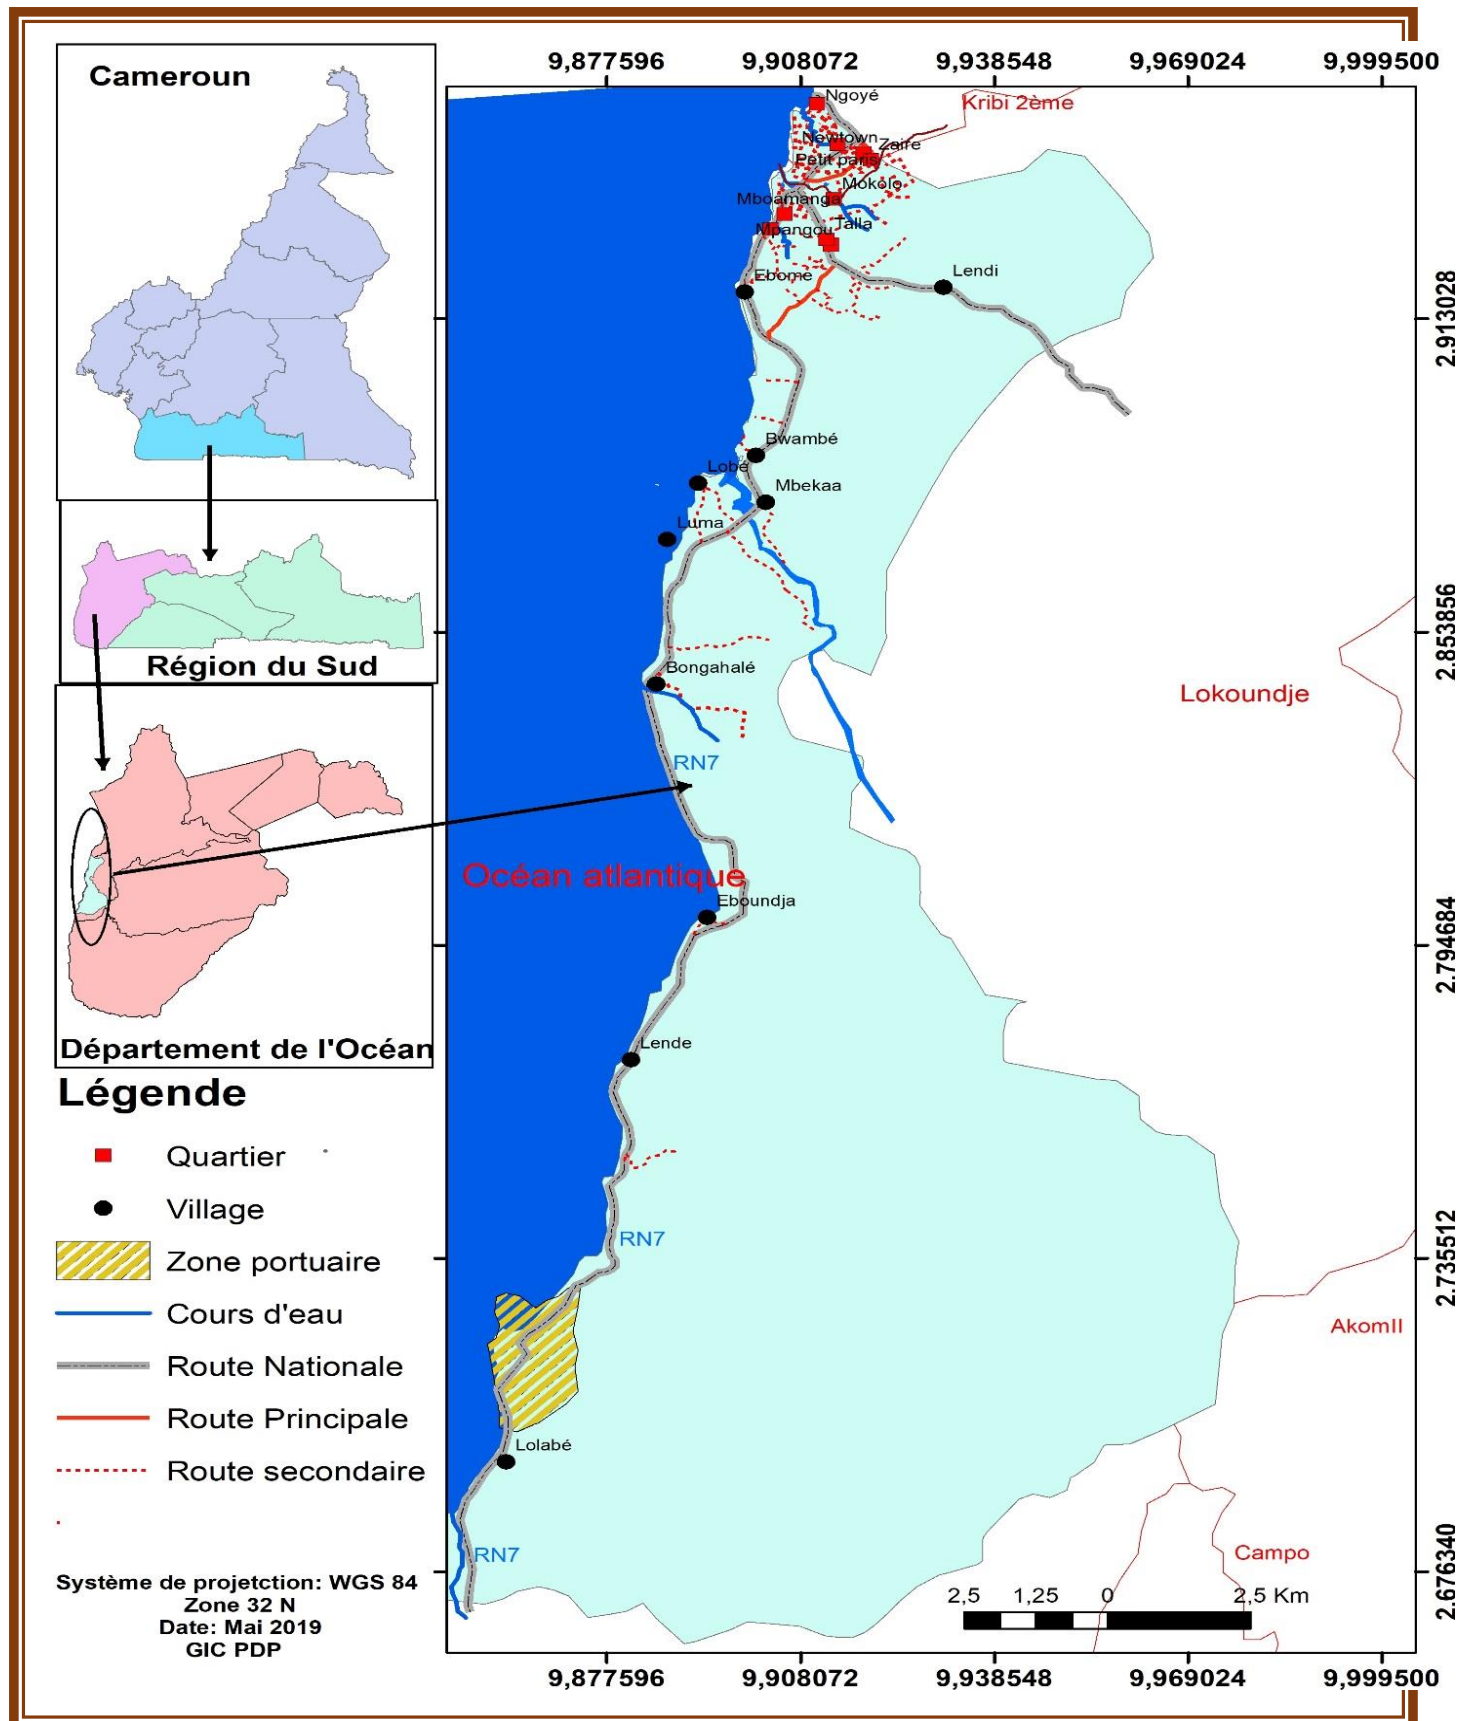 Cameroun
Région du Sud
Département de l'Océan
Légende
Quartier
Village
Zone portuaire
Cours d'eau
Route Nationale
Route Principale
Route secondaire
Système de projetction: WGS 84
Zone 32 N
Date: Mai 2019
GIC PDP
9,877596 9,908072 9,938548 9,969024 9,999500
Ngoyé
Kribi 2ème
Newtown
Zaire
Petit paris
Mokolo
Mboamanga
Talla
Mpangou
Lendi
Ebome
Bwambé
Lobé
Mbekaa
Luma
Bongahalé
Lokoundje
RN7
Océan atlantique
Eboundja
Lende
RN7
AkomII
Lolabé
RN7
Campo
2,5 1,25 0 2,5 Km
2.913028
2.853856
2.794684
2.735512
2.676340
9,877596 9,908072 9,938548 9,969024 9,999500